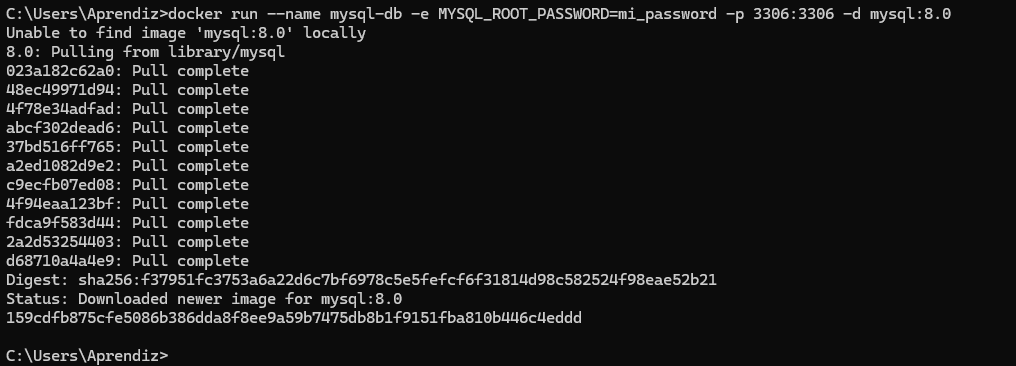 C:\Users\Aprendiz>docker run --name mysql-db -e MYSQL_ROOT_PASSWORD=mi_password -p 3306:3306 -d mysql:8.0
Unable to find image 'mysql:8.0' locally
8.0: Pulling from library/mysql
023a182c62a0: Pull complete
48ec49971d94: Pull complete
4f78e34adfad: Pull complete
abcf302dead6: Pull complete
37bd516ff765: Pull complete
a2ed1082d9e2: Pull complete
c9ecfb07ed08: Pull complete
4f94eaa123bf: Pull complete
fdca9f583d44: Pull complete
2a2d53254403: Pull complete
d68710a4a4e9: Pull complete
Digest: sha256:f37951fc3753a6a22d6c7bf6978c5e5fefcf6f31814d98c582524f98eae52b21
Status: Downloaded newer image for mysql:8.0
159cdfb875cfe5086b386dda8f8ee9a59b7475db8b1f9151fba810b446c4eddd
C:\Users\Aprendiz>